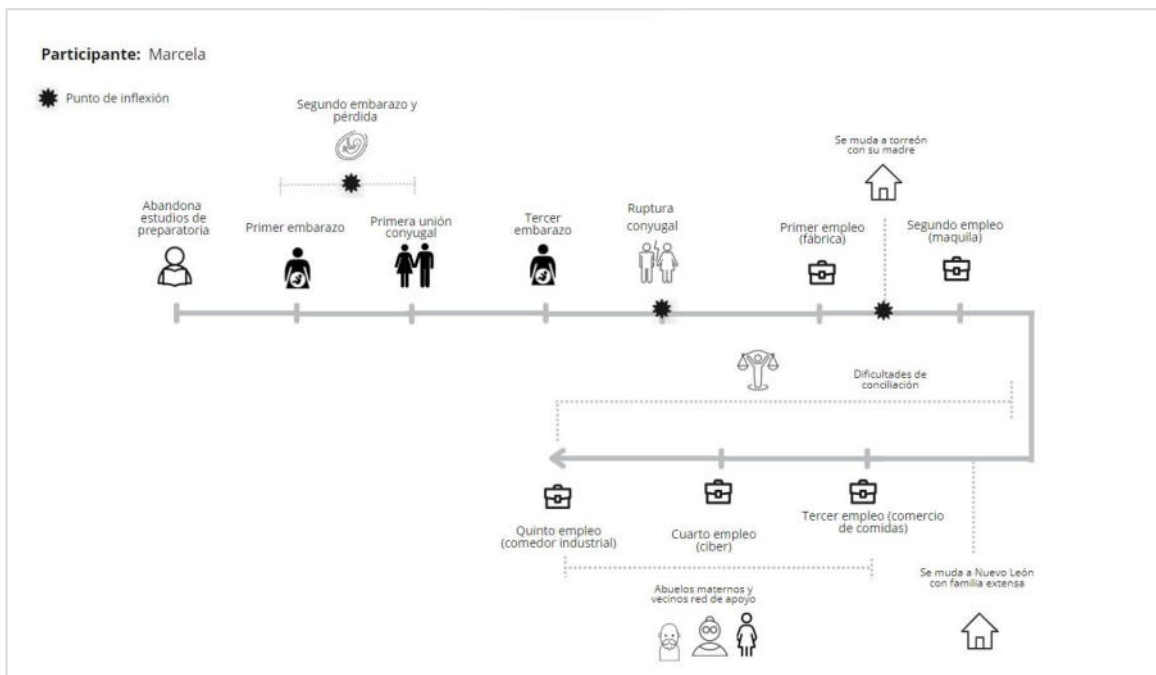 Participante: Marcela
Punto de inflexión
Segundo embarazo y
pérdida
Se muda a torreón
con su madre
Abandona
estudios de
preparatoria
Primer embarazo
Primera unión
conyugal
Tercer
embarazo
Ruptura
conyugal
Primer empleo
(fábrica)
Segundo empleo
(maquila)
Dificultades de
conciliación
Quinto empleo
(comedor industrial)
Cuarto empleo
(ciber)
Tercer empleo (comercio
de comidas)
Se muda a Nuevo León
con familia extensa
Abuelos maternos y
vecinos red de apoyo